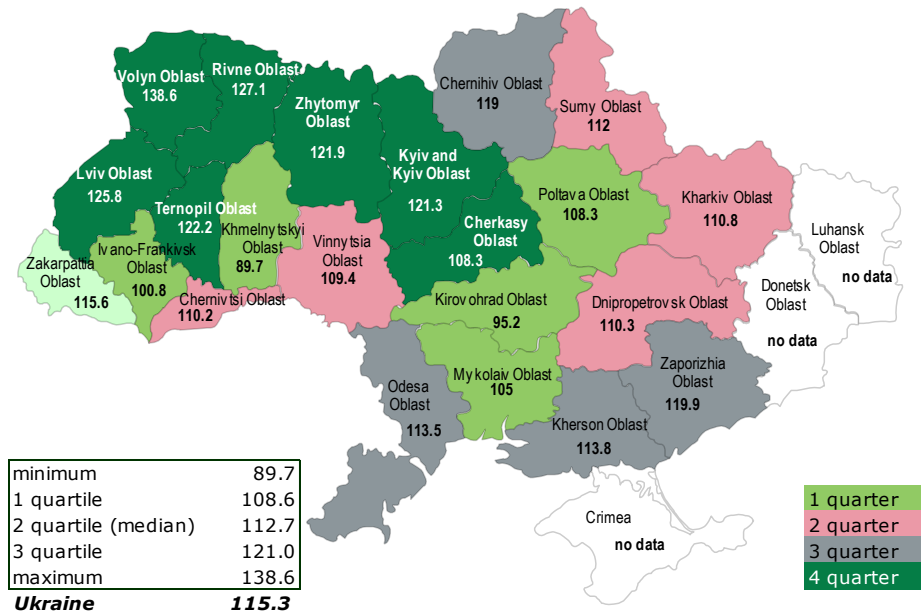 Volyn Oblast
138.6
Rivne Oblast
127.1
Zhytomyr
Oblast
121.9
Kyiv and
Kyiv Oblast
121.3
Chernihiv Oblast
119
Sumy Oblast
112
Lviv Oblast
125.8
Ternopil Oblast
122.2
Khmelnytskyi
Oblast
89.7
Cherkasy
Oblast
108.3
Poltava Oblast
108.3
Kharkiv Oblast
110.8
Luhansk
Oblast
no data
Zakarpattia
Oblast
115.6
Ivano-Frankivsk
Oblast
100.8
Chernivtsi Oblast
110.2
Vinnytsia
Oblast
109.4
Kirovohrad Oblast
95.2
Dnipropetrovsk Oblast
110.3
Donetsk
Oblast
no data
Odesa
Oblast
113.5
Mykolaiv Oblast
105
Kherson Oblast
113.8
Zaporizhia
Oblast
119.9
Crimea
no data
minimum 89.7
1 quartile 108.6
2 quartile (median) 112.7
3 quartile 121.0
maximum 138.6
Ukraine 115.3
1 quarter
2 quarter
3 quarter
4 quarter